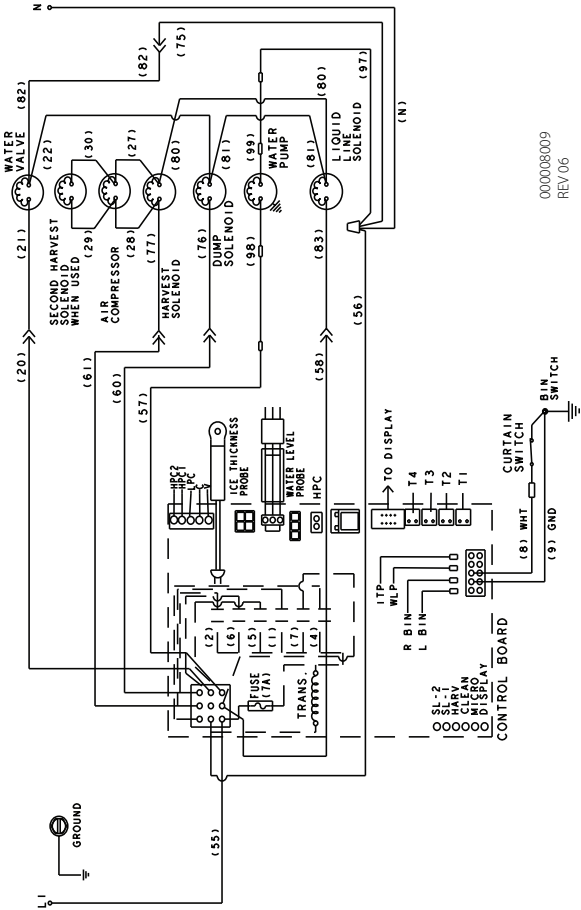 N
(75)
(82)
(82)
WATER
VALVE
(22)
(21)
(20)
(30)
(29)
SECOND HARVEST
SOLENOID
WHEN USED
(27)
(28)
AIR
COMPRESSOR
(80)
(77)
HARVEST
SOLENOID
(61)
(81)
(76)
DUMP
SOLENOID
(60)
(99)
WATER
PUMP
(98)
(57)
(80)
LIQUID
LINE
SOLENOID
(81)
(83)
(58)
(97)
(N)
(56)
000008009
REV 06
HPC2
HPC1
LPC
C
V
ICE THICKNESS
PROBE
WATER LEVEL
PROBE
HPC
TO DISPLAY
T4
T3
T2
T1
CURTAIN
SWITCH
BIN
SWITCH
(8) WHT
(9) GND
ITP
WLP
R BIN
L BIN
(2)
(6)
(5)
(1)
(7)
(4)
FUSE
(7A)
TRANS.
SL-2
SL-1
HARV
CLEAN
MICRO
DISPLAY
CONTROL BOARD
GROUND
(55)
L1